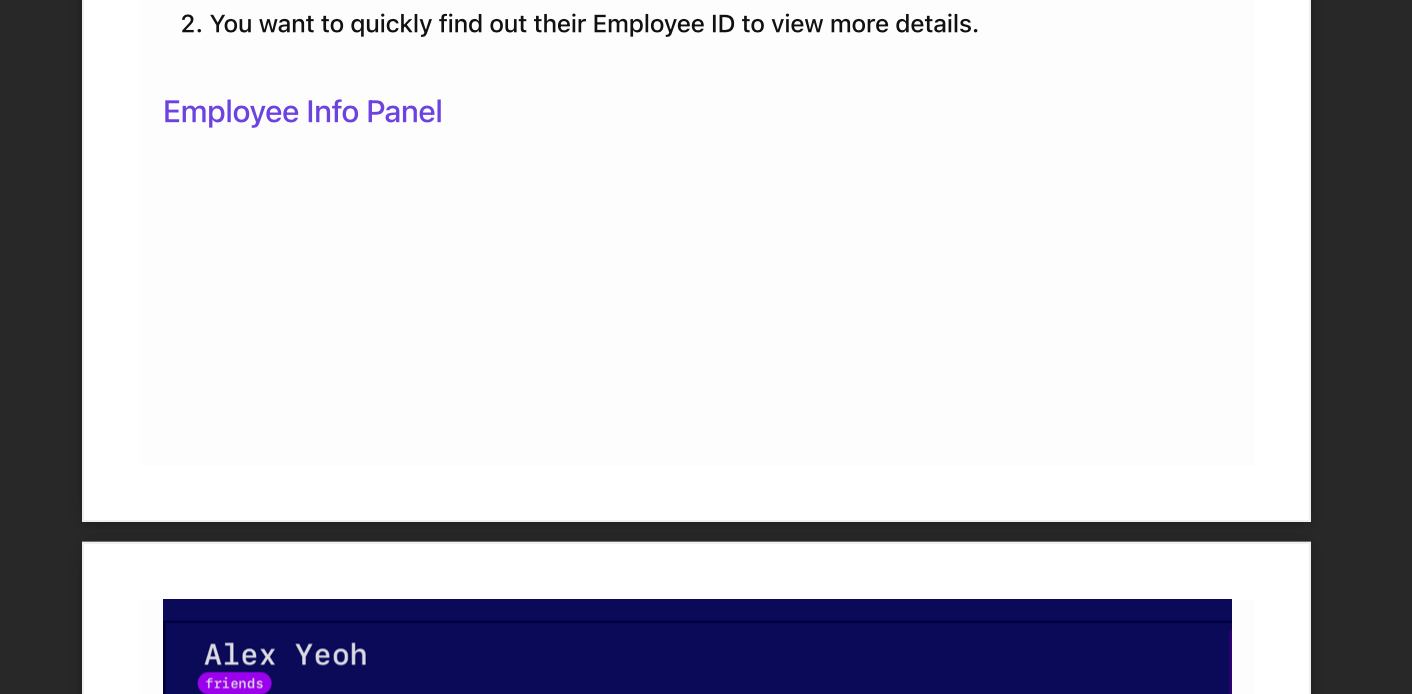 2. You want to quickly find out their Employee ID to view more details.
Employee Info Panel
Alex Yeoh
friends